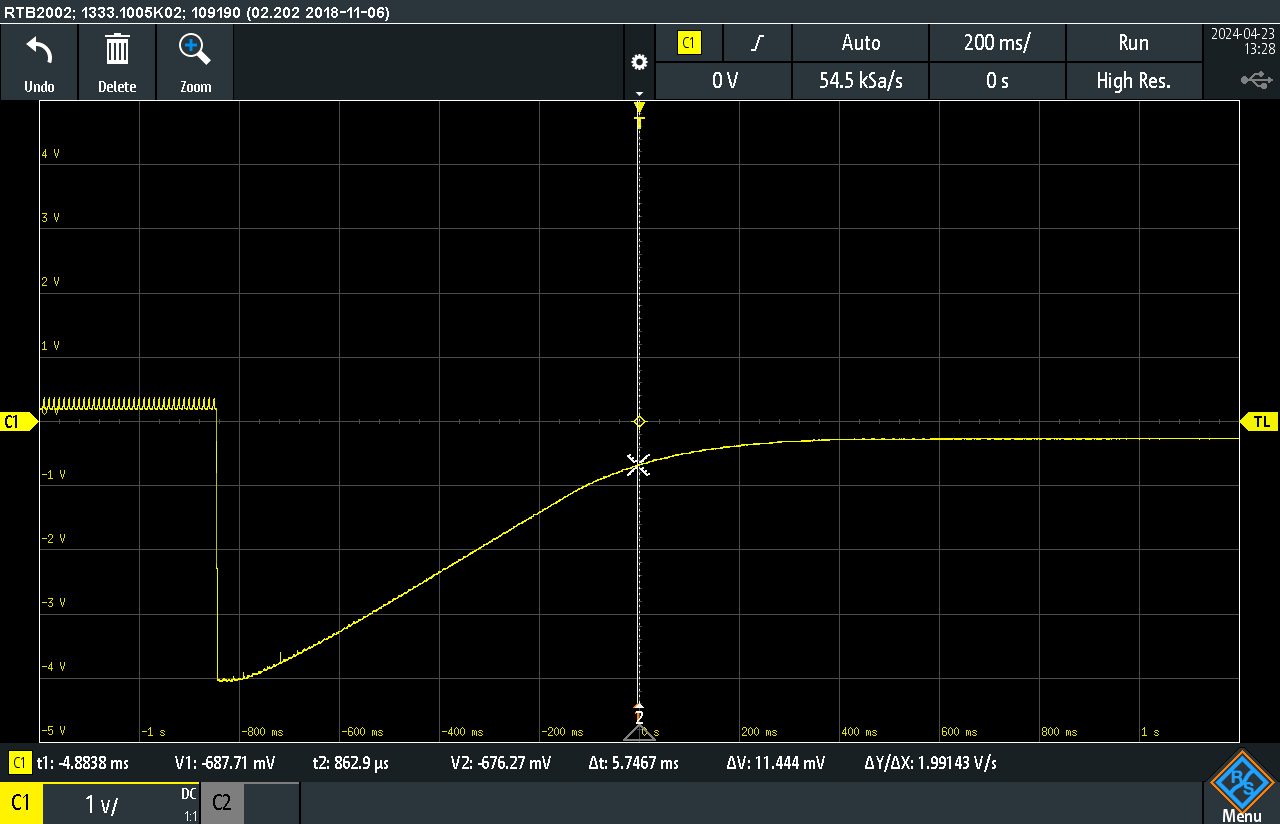 RTB2002; 1333.1005K02; 109190 (02.202 2018-11-06)
Undo
Delete
Zoom
C1
Auto
200 ms/
Run
2024-04-23
13:28
0 V
54.5 kSa/s
0 s
High Res.
T
4 V
3 V
2 V
1 V
0 V
C1
TL
-1 V
-2 V
-3 V
-4 V
-5 V
-1 s
-800 ms
-600 ms
-400 ms
-200 ms
2
0 s
200 ms
400 ms
600 ms
800 ms
1 s
C1 t1: -4.8838 ms V1: -687.71 mV t2: 862.9 µs V2: -676.27 mV Δt: 5.7467 ms ΔV: 11.444 mV ΔY/ΔX: 1.99143 V/s
C1
1 V/
DC
1:1
C2
R S
Menu